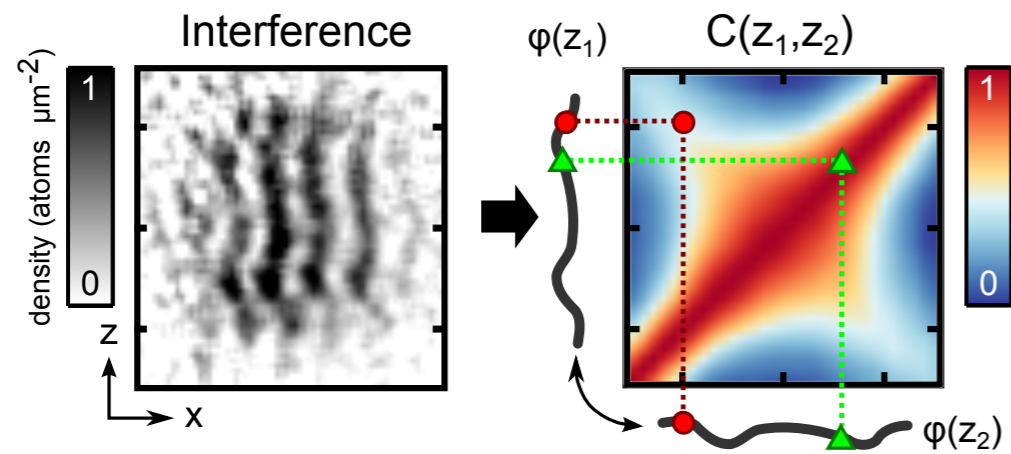 Interference
φ(z₁)
C(z₁,z₂)
density (atoms µm⁻²)
1
0
1
0
z
x
φ(z₂)